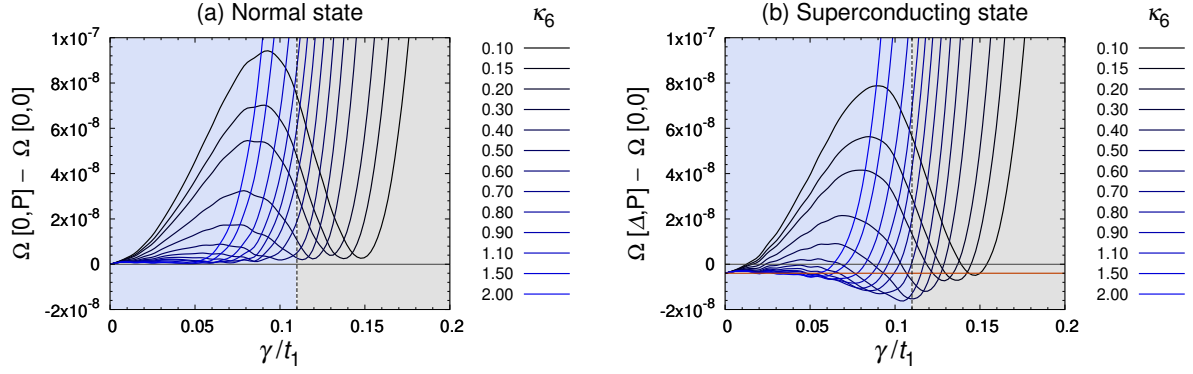 (a) Normal state
κ6
1x10-7
8x10-8
6x10-8
4x10-8
2x10-8
0
-2x10-8
Ω [0,P] − Ω [0,0]
0
0.05
0.1
0.15
0.2
γ/t1
0.10
0.15
0.20
0.30
0.40
0.50
0.60
0.70
0.80
0.90
1.10
1.50
2.00
(b) Superconducting state
κ6
1x10-7
8x10-8
6x10-8
4x10-8
2x10-8
0
-2x10-8
Ω [Δ,P] − Ω [0,0]
0
0.05
0.1
0.15
0.2
γ/t1
0.10
0.15
0.20
0.30
0.40
0.50
0.60
0.70
0.80
0.90
1.10
1.50
2.00